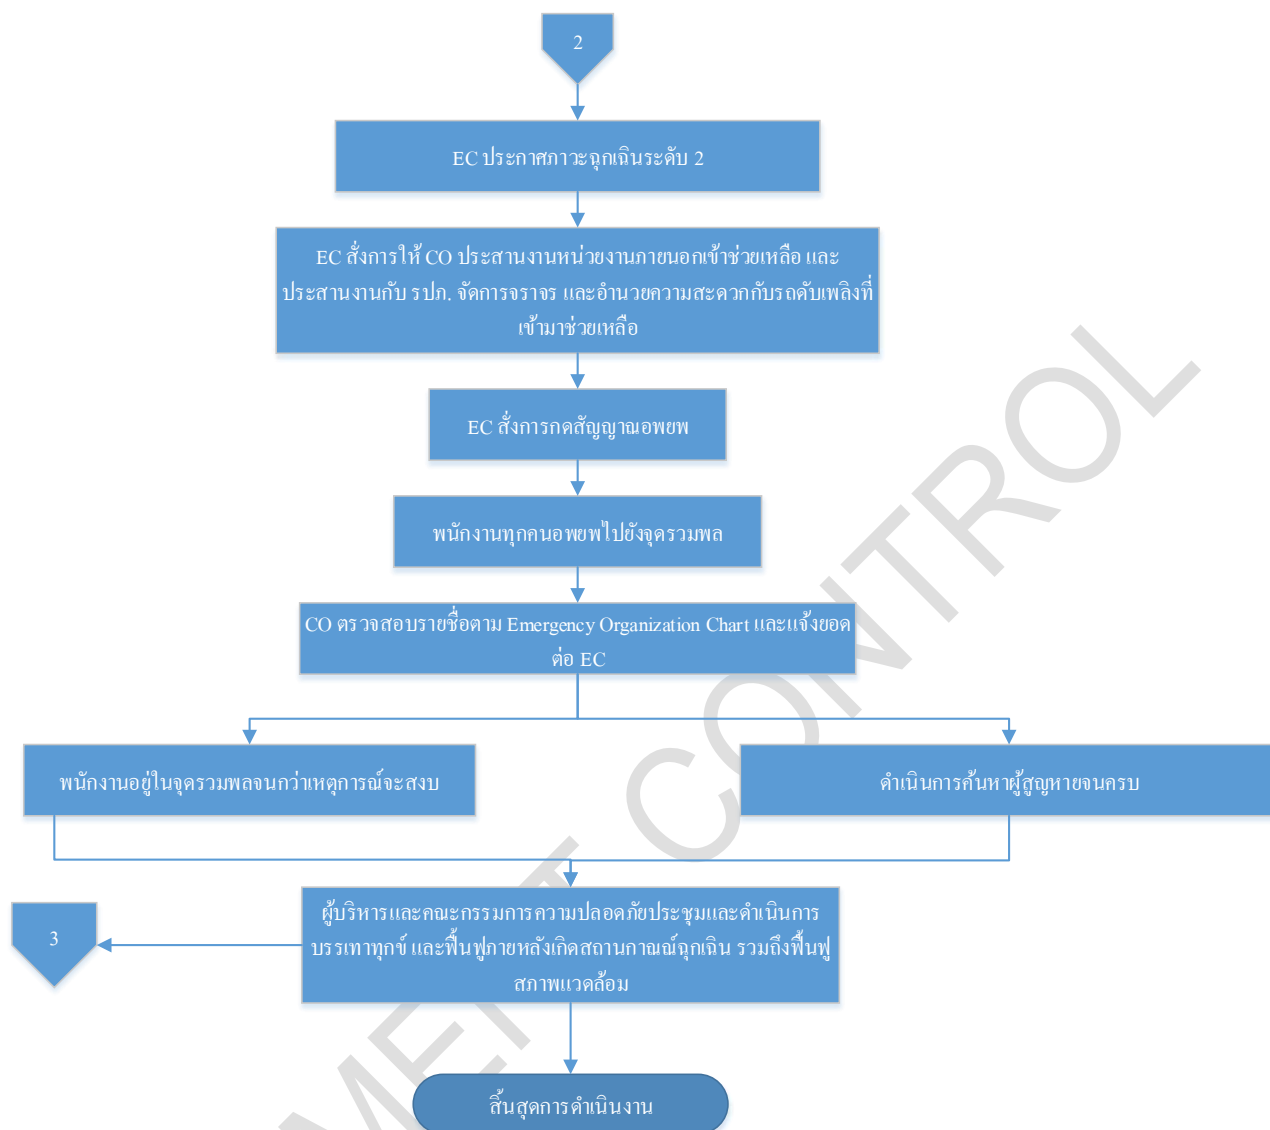 2
EC ประกาศภาวะฉุกเฉินระดับ 2
EC สั่งการให้ CO ประสานงานหน่วยงานภายนอกเข้าช่วยเหลือ และ
ประสานงานกับ รปภ. จัดการจราจร และอำนวยความสะดวกกับรถดับเพลิงที่
เข้ามาช่วยเหลือ
EC สั่งการกดสัญญาณอพยพ
พนักงานทุกคนอพยพไปยังจุดรวมพล
CO ตรวจสอบรายชื่อตาม Emergency Organization Chart และแจ้งยอด
ต่อ EC
พนักงานอยู่ในจุดรวมพลจนกว่าเหตุการณ์จะสงบ
ดำเนินการค้นหาผู้สูญหายจนครบ
ผู้บริหารและคณะกรรมการความปลอดภัยประชุมและดำเนินการ
บรรเทาทุกข์ และฟื้นฟูภายหลังเกิดสถานกาณณ์ฉุกเฉิน รวมถึงฟื้นฟู
สภาพแวดล้อม
3
สิ้นสุดการดำเนินงาน
MENT CONTROL